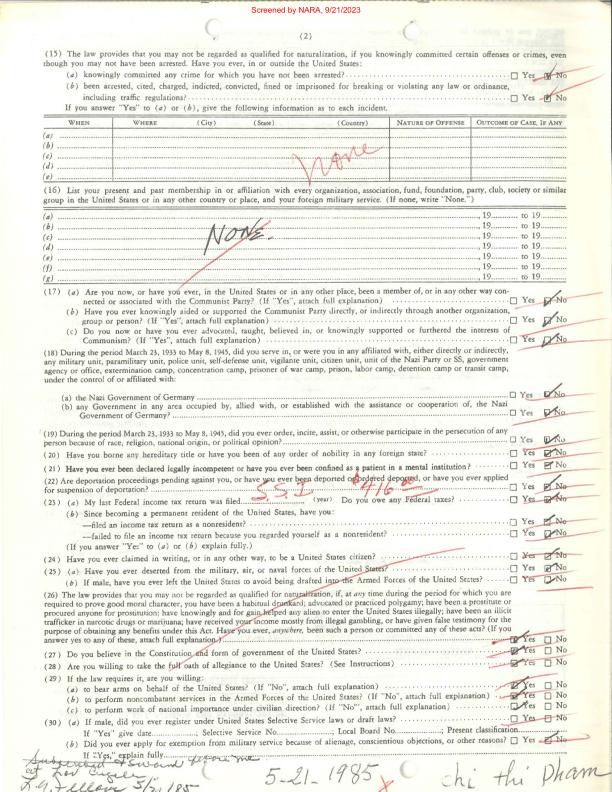 Screened by NARA, 9/21/2023
(2)
(15) The law provides that you may not be regarded as qualified for naturalization, if you knowingly committed certain offenses or crimes, even
though you may not have been arrested. Have you ever, in or outside the United States:
(a) knowingly committed any crime for which you have not been arrested? □ Yes ☑ No
(b) been arrested, cited, charged, indicted, convicted, fined or imprisoned for breaking or violating any law or ordinance,
including traffic regulations? □ Yes ☑ No
If you answer "Yes" to (a) or (b), give the following information as to each incident.
WHEN WHERE (City) (State) (Country) NATURE OF OFFENSE OUTCOME OF CASE, IF ANY
(a)
(b)
(c) None
(d)
(e)
(16) List your present and past membership in or affiliation with every organization, association, fund, foundation, party, club, society or similar
group in the United States or in any other country or place, and your foreign military service. (If none, write "None.")
(a) , 19 to 19
(b) , 19 to 19
(c) NONE. , 19 to 19
(d) , 19 to 19
(e) , 19 to 19
(f) , 19 to 19
(g) , 19 to 19
(17) (a) Are you now, or have you ever, in the United States or in any other place, been a member of, or in any other way con-
nected or associated with the Communist Party? (If "Yes", attach full explanation) □ Yes ☑ No
(b) Have you ever knowingly aided or supported the Communist Party directly, or indirectly through another organization,
group or person? (If "Yes", attach full explanation) □ Yes ☑ No
(c) Do you now or have you ever advocated, taught, believed in, or knowingly supported or furthered the interests of
Communism? (If "Yes", attach full explanation) □ Yes ☑ No
(18) During the period March 23, 1933 to May 8, 1945, did you serve in, or were you in any affiliated with, either directly or indirectly,
any military unit, paramilitary unit, police unit, self-defense unit, vigilante unit, citizen unit, unit of the Nazi Party or SS, government
agency or office, extermination camp, concentration camp, prisoner of war camp, prison, labor camp, detention camp or transit camp,
under the control of or affiliated with:
(a) the Nazi Government of Germany □ Yes ☑ No
(b) any Government in any area occupied by, allied with, or established with the assistance or cooperation of, the Nazi
Government of Germany? □ Yes ☑ No
(19) During the period March 23, 1933 to May 8, 1945, did you ever order, incite, assist, or otherwise participate in the persecution of any
person because of race, religion, national origin, or political opinion? □ Yes ☑ No
(20) Have you borne any hereditary title or have you been of any order of nobility in any foreign state? □ Yes ☑ No
(21) Have you ever been declared legally incompetent or have you ever been confined as a patient in a mental institution? □ Yes ☑ No
(22) Are deportation proceedings pending against you, or have you ever been deported or ordered deported, or have you ever applied
for suspension of deportation? □ Yes ☑ No
(23) (a) My last Federal income tax return was filed S.S.I (year) Do you owe any Federal taxes? □ Yes ☑ No
(b) Since becoming a permanent resident of the United States, have you:
—filed an income tax return as a nonresident? □ Yes ☑ No
—failed to file an income tax return because you regarded yourself as a nonresident? □ Yes ☑ No
(If you answer "Yes" to (a) or (b) explain fully.)
(24) Have you ever claimed in writing, or in any other way, to be a United States citizen? □ Yes ☑ No
(25) (a) Have you ever deserted from the military, air, or naval forces of the United States? □ Yes ☑ No
(b) If male, have you ever left the United States to avoid being drafted into the Armed Forces of the United States? □ Yes ☑ No
(26) The law provides that you may not be regarded as qualified for naturalization, if, at any time during the period for which you are
required to prove good moral character, you have been a habitual drunkard; advocated or practiced polygamy; have been a prostitute or
procured anyone for prostitution; have knowingly and for gain helped any alien to enter the United States illegally; have been an illicit
trafficker in narcotic drugs or marijuana; have received your income mostly from illegal gambling, or have given false testimony for the
purpose of obtaining any benefits under this Act. Have you ever, anywhere, been such a person or committed any of these acts? (If you
answer yes to any of these, attach full explanation.) ☑ Yes □ No
(27) Do you believe in the Constitution and form of government of the United States? ☑ Yes □ No
(28) Are you willing to take the full oath of allegiance to the United States? (See Instructions) ☑ Yes □ No
(29) If the law requires it, are you willing:
(a) to bear arms on behalf of the United States? (If "No", attach full explanation) ☑ Yes □ No
(b) to perform noncombatant services in the Armed Forces of the United States? (If "No", attach full explanation) ☑ Yes □ No
(c) to perform work of national importance under civilian direction? (If "No", attach full explanation) ☑ Yes □ No
(30) (a) If male, did you ever register under United States Selective Service laws or draft laws? □ Yes □ No
If "Yes" give date ; Selective Service No. ; Local Board No. ; Present classification
(b) Did you ever apply for exemption from military service because of alienage, conscientious objections, or other reasons? □ Yes □ No
If "Yes," explain fully
5-21-1985 chi thi Pham